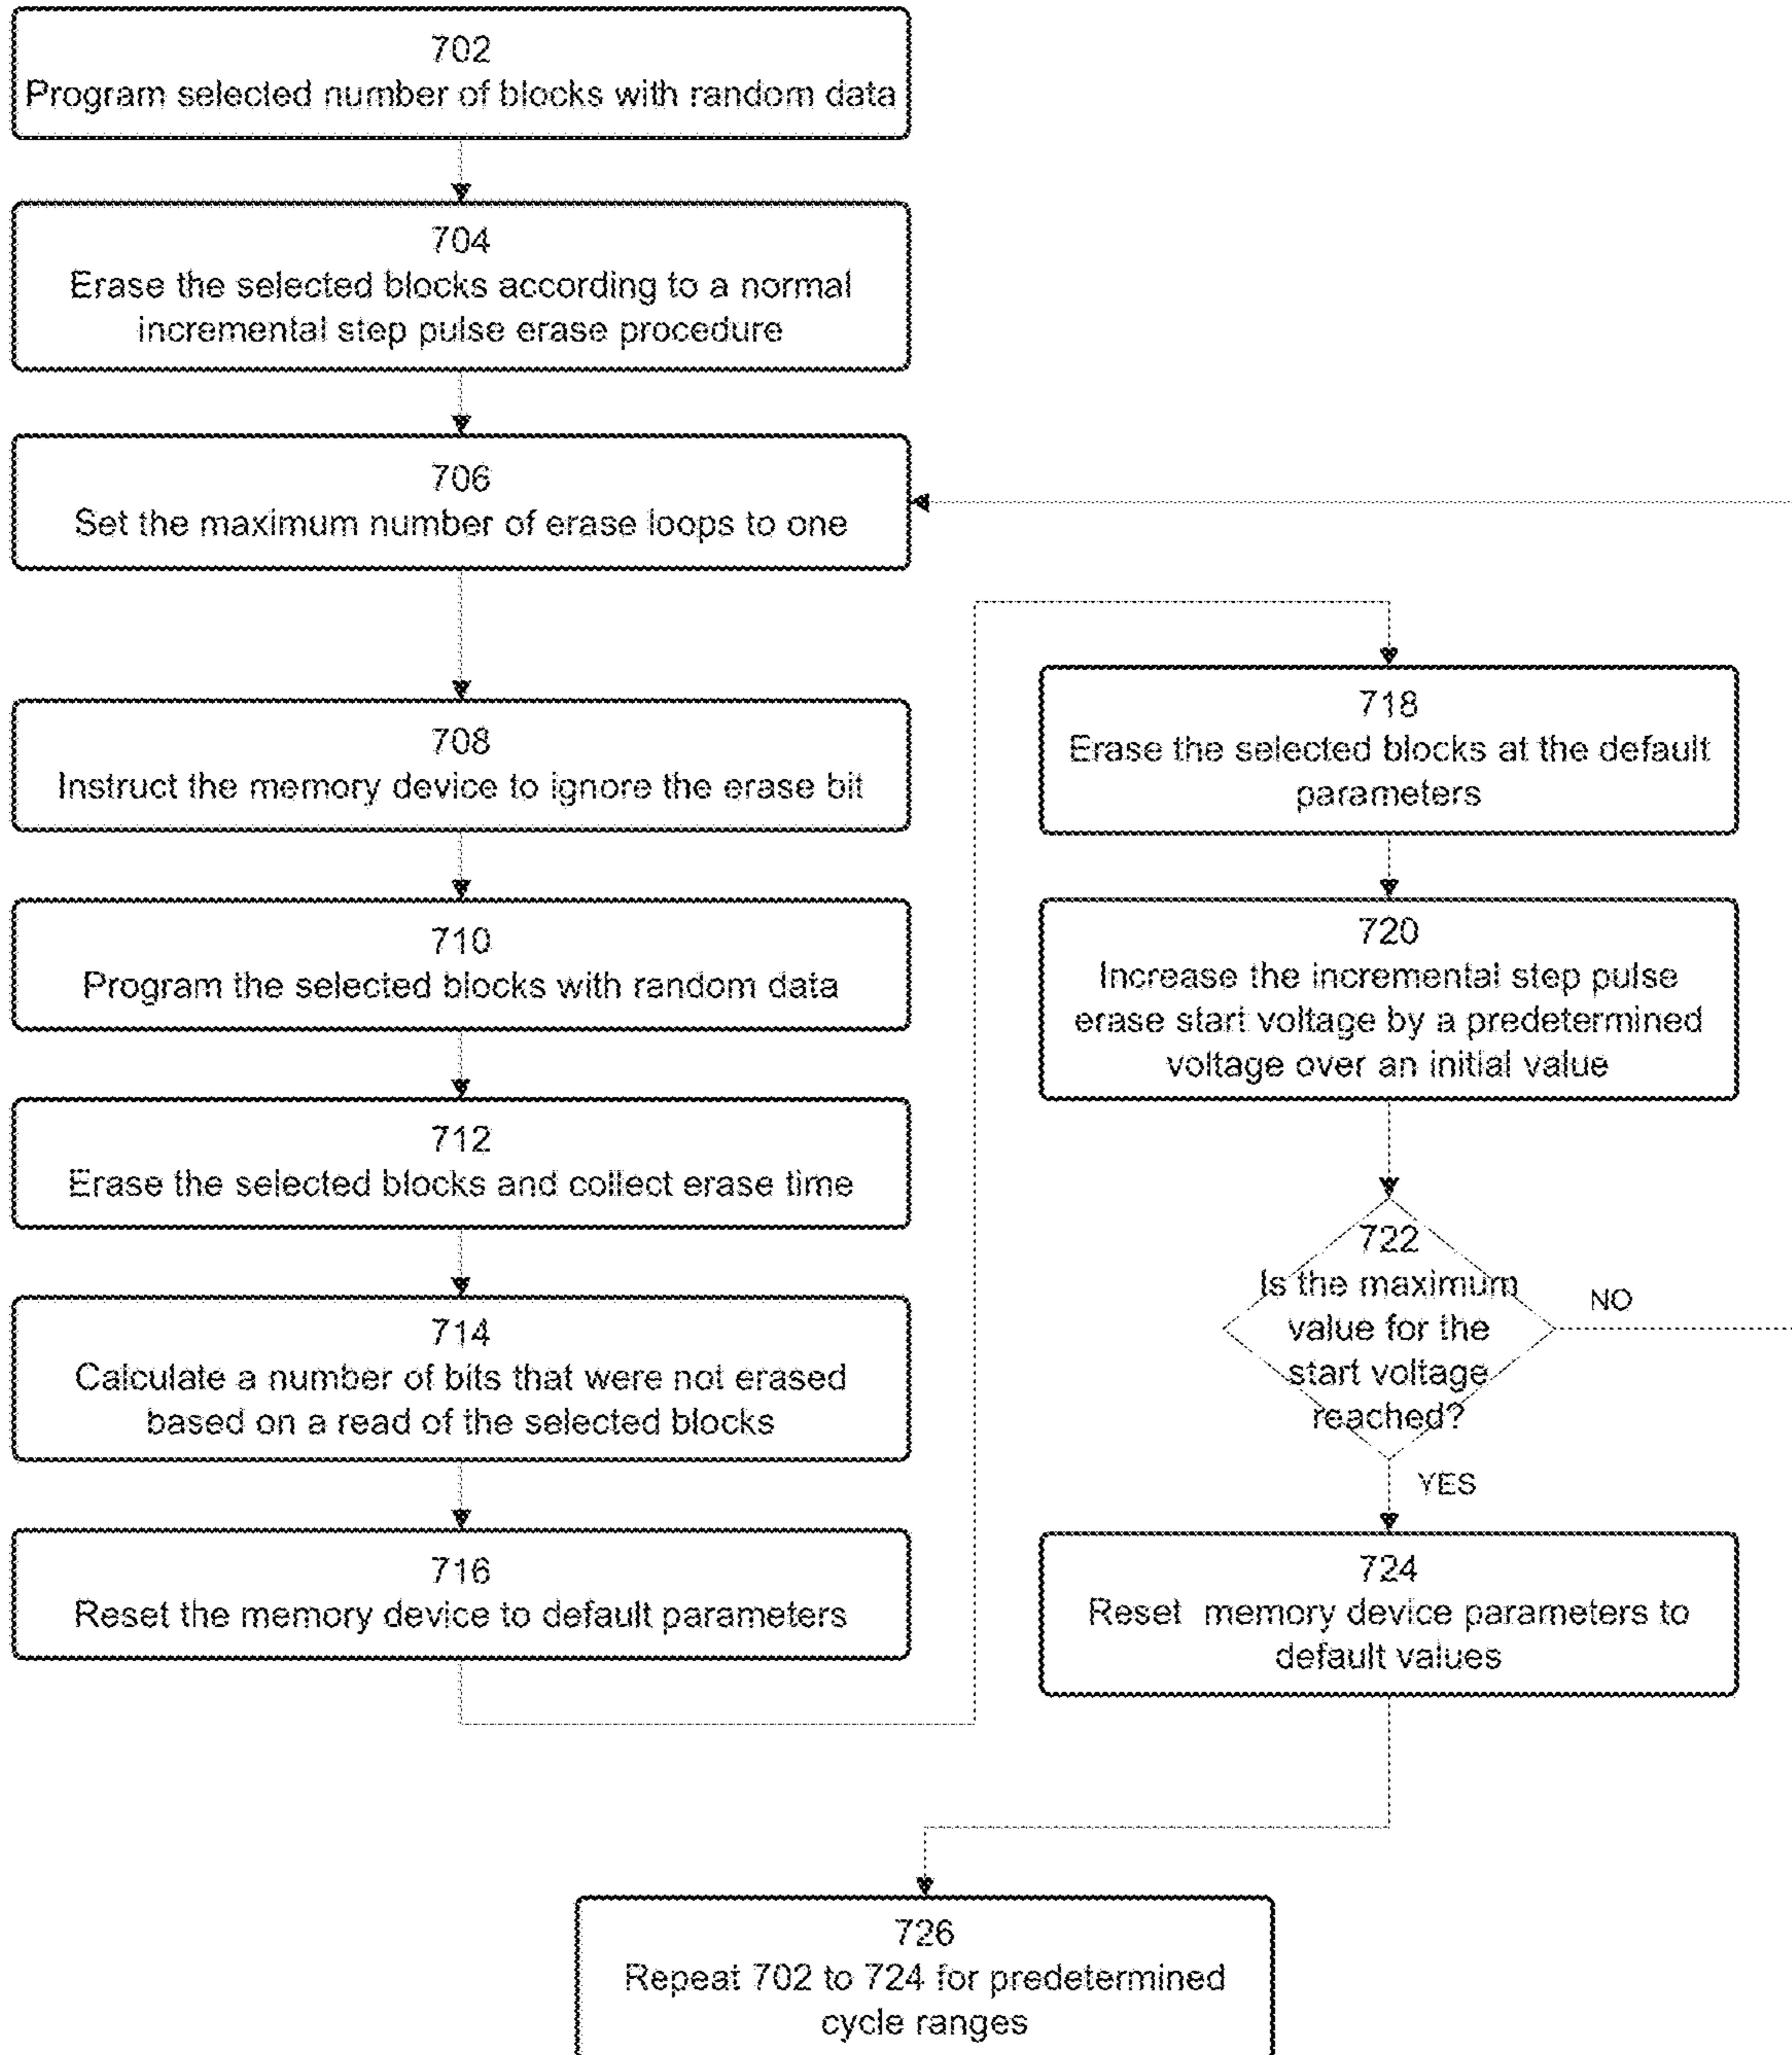 702
Program selected number of blocks with random data
704
Erase the selected blocks according to a normal
incremental step pulse erase procedure
706
Set the maximum number of erase loops to one
708
Instruct the memory device to ignore the erase bit
710
Program the selected blocks with random data
712
Erase the selected blocks and collect erase time
714
Calculate a number of bits that were not erased
based on a read of the selected blocks
716
Reset the memory device to default parameters
718
Erase the selected blocks at the default
parameters
720
Increase the incremental step pulse
erase start voltage by a predetermined
voltage over an initial value
722
Is the maximum
value for the
start voltage
reached?
NO
YES
724
Reset memory device parameters to
default values
726
Repeat 702 to 724 for predetermined
cycle ranges